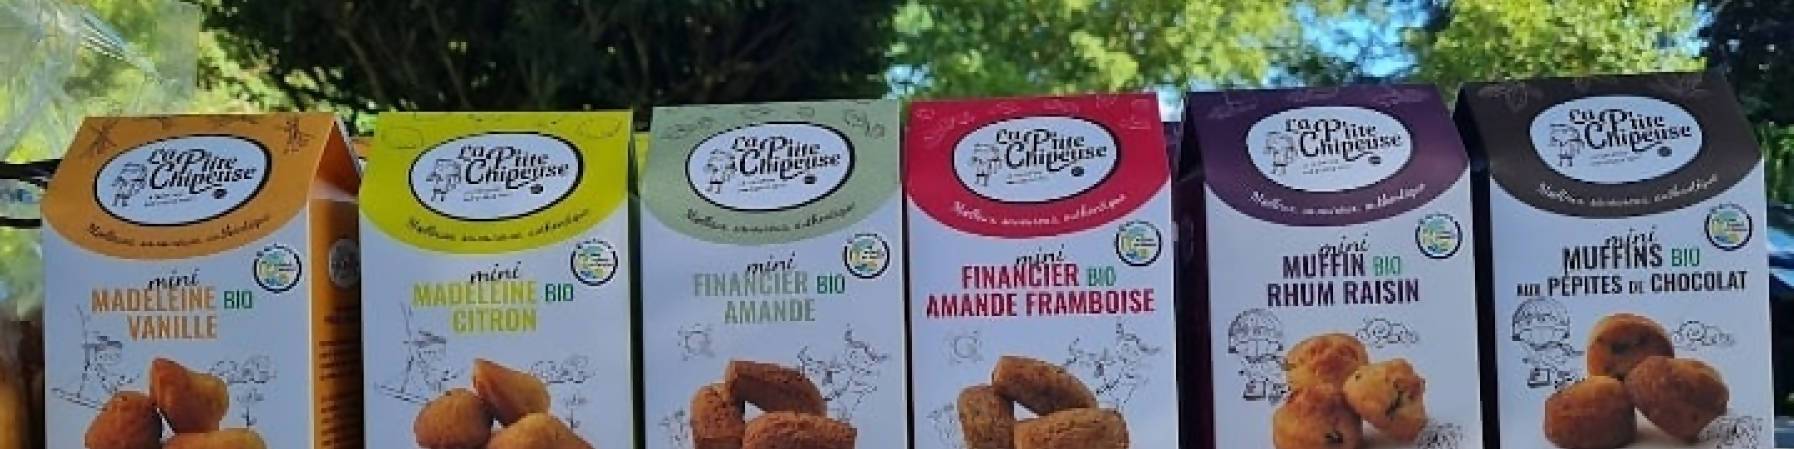 La P'tite
Chipeuse
mini
MADELEINE BIO
VANILLE
La P'tite
Chipeuse
mini
MADELEINE BIO
CITRON
La P'tite
Chipeuse
mini
FINANCIER BIO
AMANDE
La P'tite
Chipeuse
mini
FINANCIER BIO
AMANDE FRAMBOISE
La P'tite
Chipeuse
mini
MUFFIN BIO
RHUM RAISIN
La P'tite
Chipeuse
mini
MUFFINS BIO
AUX PÉPITES DE CHOCOLAT